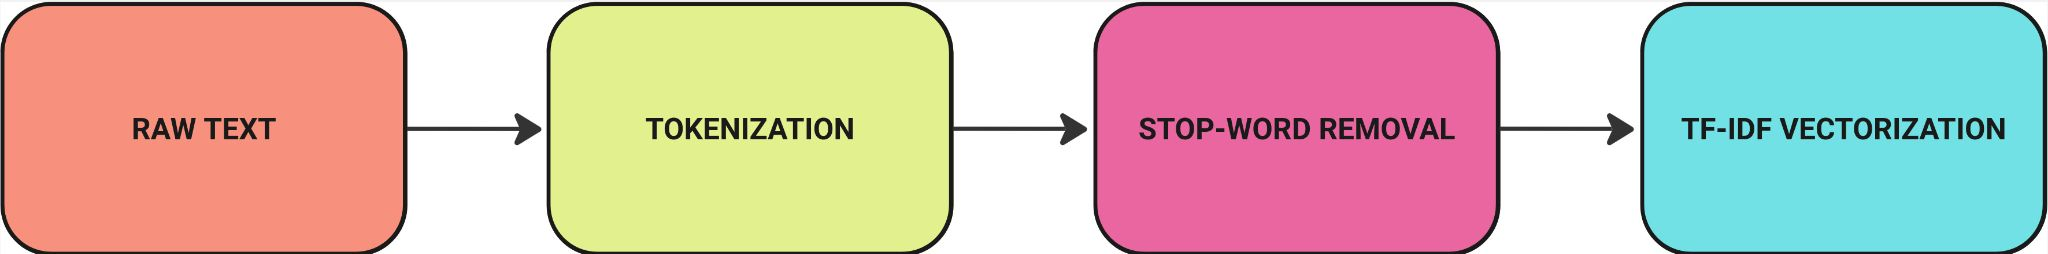 RAW TEXT
TOKENIZATION
STOP-WORD REMOVAL
TF-IDF VECTORIZATION